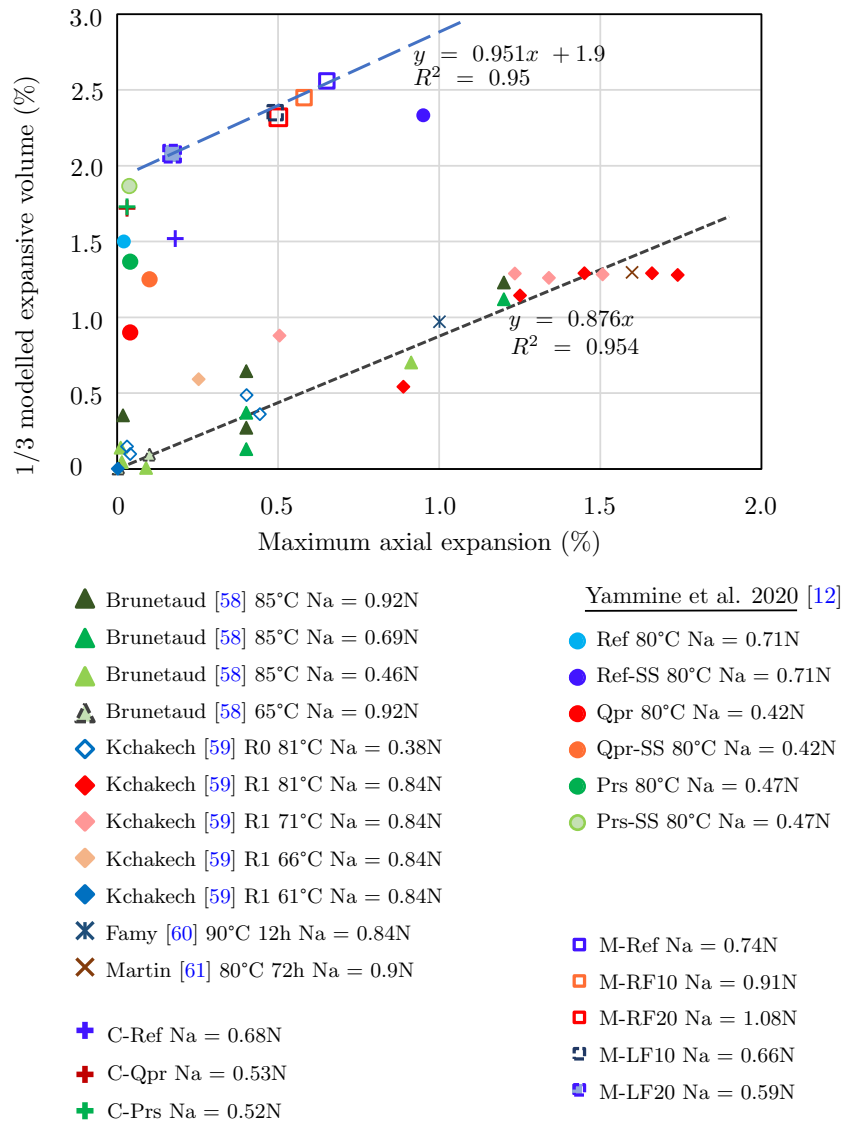 3.0
2.5
2.0
1.5
1.0
0.5
0
1/3 modelled expansive volume (%)
y = 0.951x + 1.9
R² = 0.95
y = 0.876x
R² = 0.954
0 0.5 1.0 1.5 2.0
Maximum axial expansion (%)
Brunetaud [58] 85°C Na = 0.92N
Brunetaud [58] 85°C Na = 0.69N
Brunetaud [58] 85°C Na = 0.46N
Brunetaud [58] 65°C Na = 0.92N
Kchakech [59] R0 81°C Na = 0.38N
Kchakech [59] R1 81°C Na = 0.84N
Kchakech [59] R1 71°C Na = 0.84N
Kchakech [59] R1 66°C Na = 0.84N
Kchakech [59] R1 61°C Na = 0.84N
Famy [60] 90°C 12h Na = 0.84N
Martin [61] 80°C 72h Na = 0.9N
C-Ref Na = 0.68N
C-Qpr Na = 0.53N
C-Prs Na = 0.52N
Yammine et al. 2020 [12]
Ref 80°C Na = 0.71N
Ref-SS 80°C Na = 0.71N
Qpr 80°C Na = 0.42N
Qpr-SS 80°C Na = 0.42N
Prs 80°C Na = 0.47N
Prs-SS 80°C Na = 0.47N
M-Ref Na = 0.74N
M-RF10 Na = 0.91N
M-RF20 Na = 1.08N
M-LF10 Na = 0.66N
M-LF20 Na = 0.59N